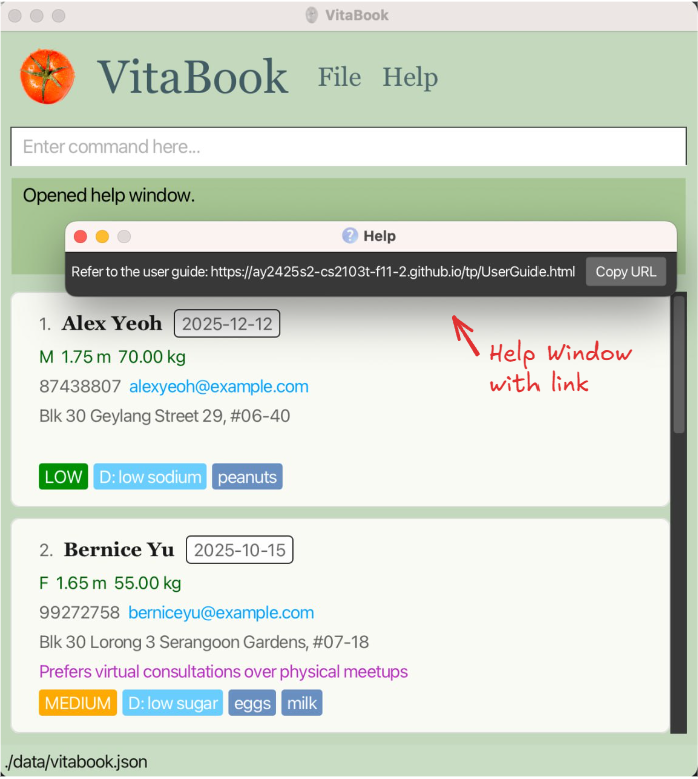 VitaBook
VitaBook File Help
Enter command here...
Opened help window.
? Help
Refer to the user guide: https://ay2425s2-cs2103t-f11-2.github.io/tp/UserGuide.html Copy URL
1. Alex Yeoh 2025-12-12
M 1.75 m 70.00 kg
87438807 alexyeoh@example.com
Blk 30 Geylang Street 29, #06-40
LOW D: low sodium peanuts
Help Window
with link
2. Bernice Yu 2025-10-15
F 1.65 m 55.00 kg
99272758 berniceyu@example.com
Blk 30 Lorong 3 Serangoon Gardens, #07-18
Prefers virtual consultations over physical meetups
MEDIUM D: low sugar eggs milk
./data/vitabook.json